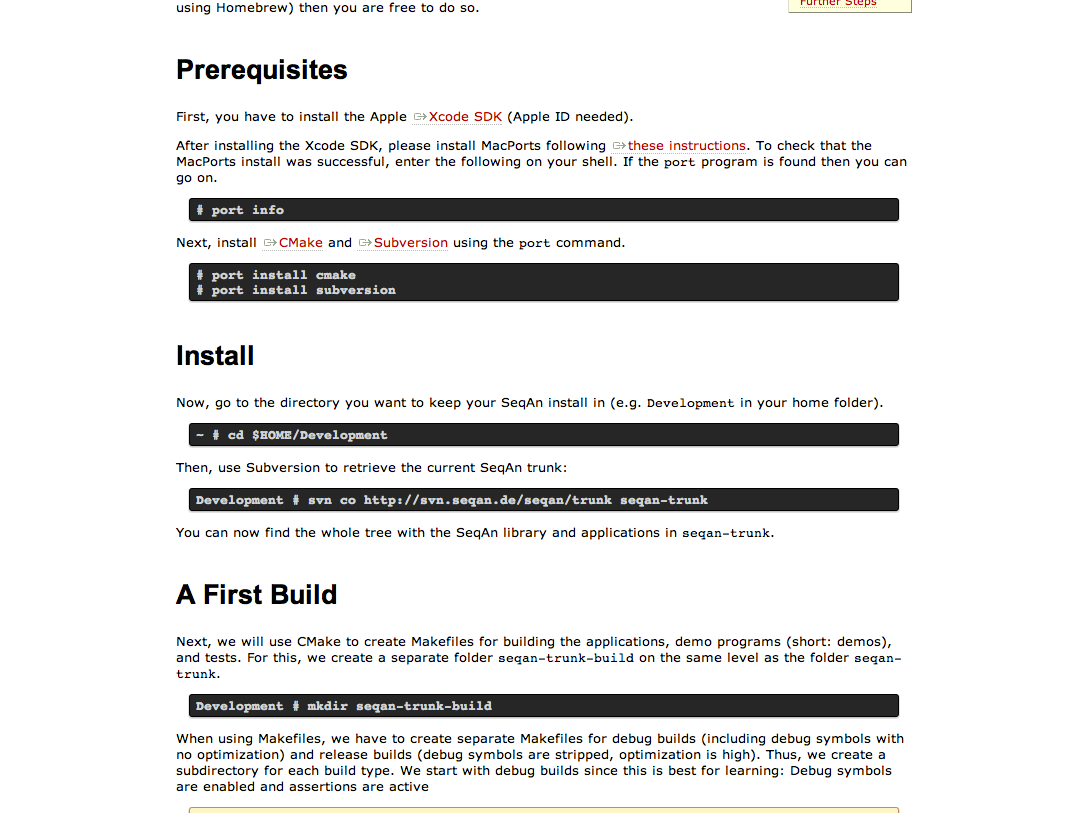 using Homebrew) then you are free to do so.
Further Steps
Prerequisites
First, you have to install the Apple Xcode SDK (Apple ID needed).
After installing the Xcode SDK, please install MacPorts following these instructions. To check that the
MacPorts install was successful, enter the following on your shell. If the port program is found then you can
go on.
# port info
Next, install CMake and Subversion using the port command.
# port install cmake
# port install subversion
Install
Now, go to the directory you want to keep your SeqAn install in (e.g. Development in your home folder).
~ # cd $HOME/Development
Then, use Subversion to retrieve the current SeqAn trunk:
Development # svn co http://svn.seqan.de/seqan/trunk seqan-trunk
You can now find the whole tree with the SeqAn library and applications in seqan-trunk.
A First Build
Next, we will use CMake to create Makefiles for building the applications, demo programs (short: demos),
and tests. For this, we create a separate folder seqan-trunk-build on the same level as the folder seqan-
trunk.
Development # mkdir seqan-trunk-build
When using Makefiles, we have to create separate Makefiles for debug builds (including debug symbols with
no optimization) and release builds (debug symbols are stripped, optimization is high). Thus, we create a
subdirectory for each build type. We start with debug builds since this is best for learning: Debug symbols
are enabled and assertions are active